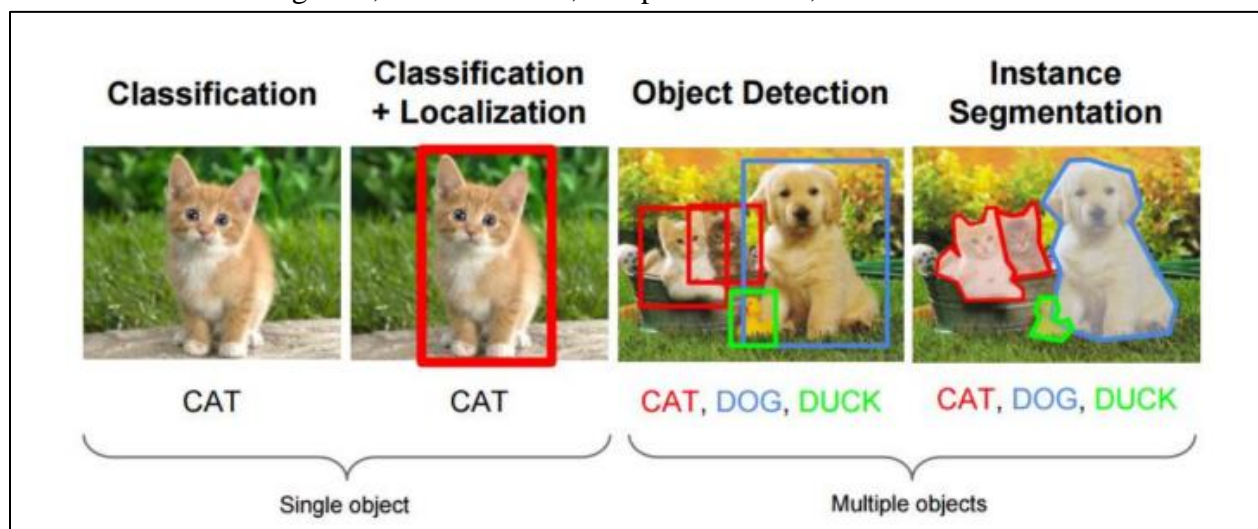 Classification
Classification
+ Localization
Object Detection
Instance
Segmentation
CAT
CAT
CAT, DOG, DUCK
CAT, DOG, DUCK
Single object
Multiple objects